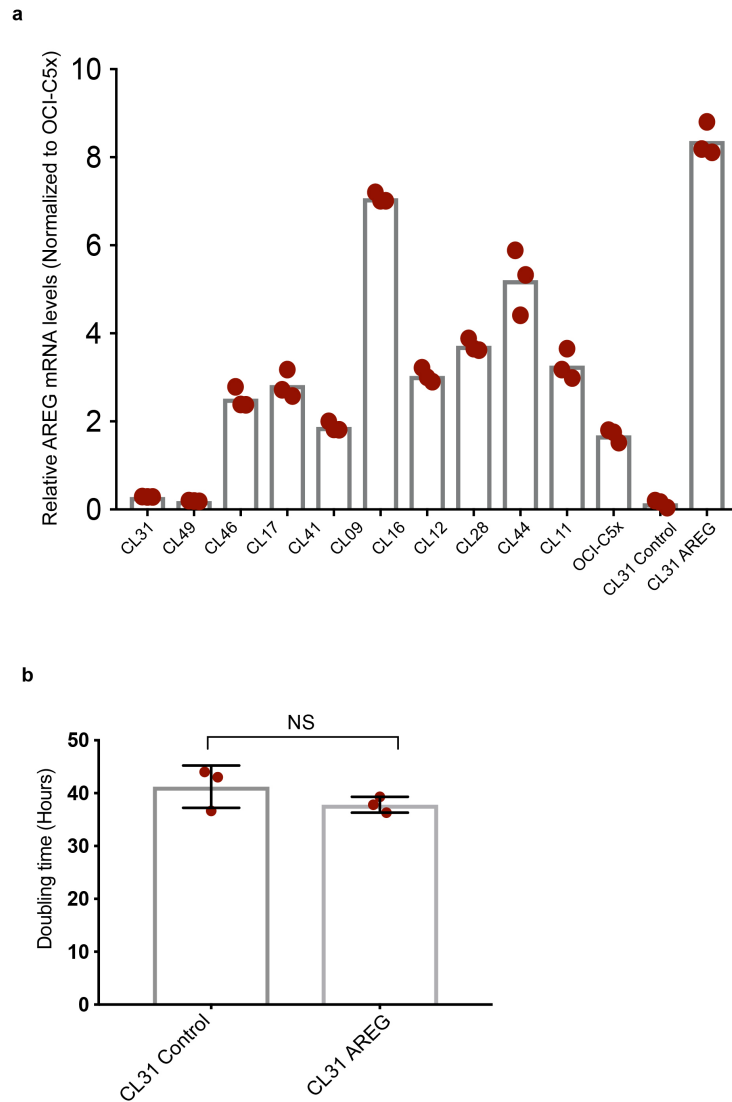 a
Relative AREG mRNA levels (Normalized to OCI-C5x)
10
8
6
4
2
0
CL31
CL49
CL46
CL17
CL41
CL09
CL16
CL12
CL28
CL44
CL11
OCI-C5x
CL31 Control
CL31 AREG
b
NS
Doubling time (Hours)
50
40
30
20
10
0
CL31 Control
CL31 AREG